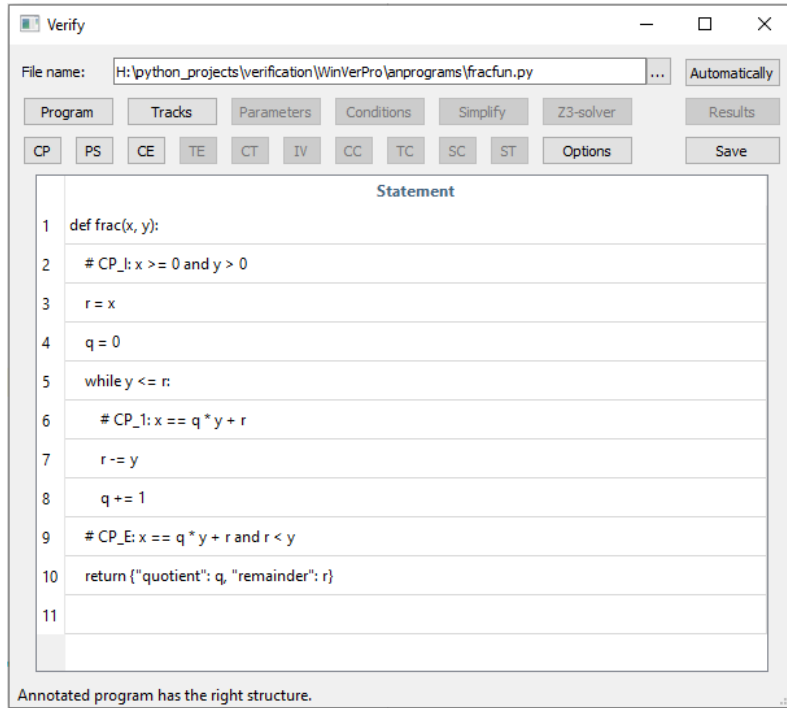 Verify
File name: H:\python_projects\verification\WinVerPro\anprograms\fracfun.py ... Automatically
Program Tracks Parameters Conditions Simplify Z3-solver Results
CP PS CE TE CT IV CC TC SC ST Options Save
Statement
1 def frac(x, y):
2 # CP_I: x >= 0 and y > 0
3 r = x
4 q = 0
5 while y <= r:
6 # CP_1: x == q * y + r
7 r -= y
8 q += 1
9 # CP_E: x == q * y + r and r < y
10 return {"quotient": q, "remainder": r}
11
Annotated program has the right structure.